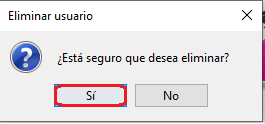 Eliminar usuario
¿Está seguro que desea eliminar?
Sí
No